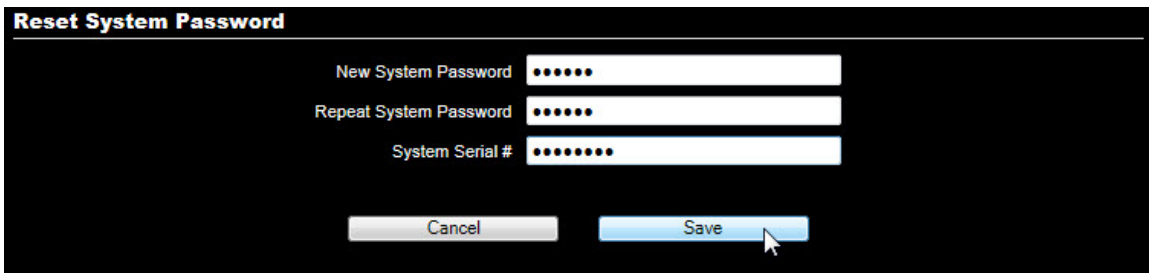 Reset System Password
New System Password ••••••
Repeat System Password ••••••
System Serial # ••••••••
Cancel Save